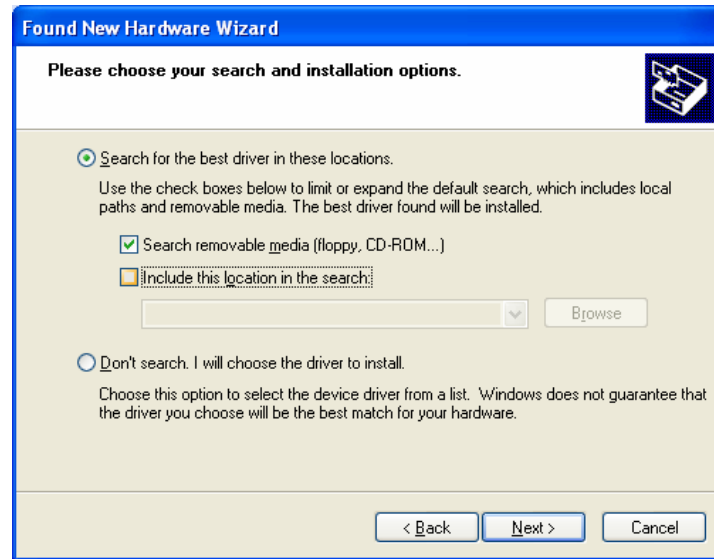 Found New Hardware Wizard
Please choose your search and installation options.
Search for the best driver in these locations.
Use the check boxes below to limit or expand the default search, which includes local
paths and removable media. The best driver found will be installed.
Search removable media (floppy, CD-ROM...)
Include this location in the search:
Browse
Don't search. I will choose the driver to install.
Choose this option to select the device driver from a list. Windows does not guarantee that
the driver you choose will be the best match for your hardware.
< Back Next > Cancel